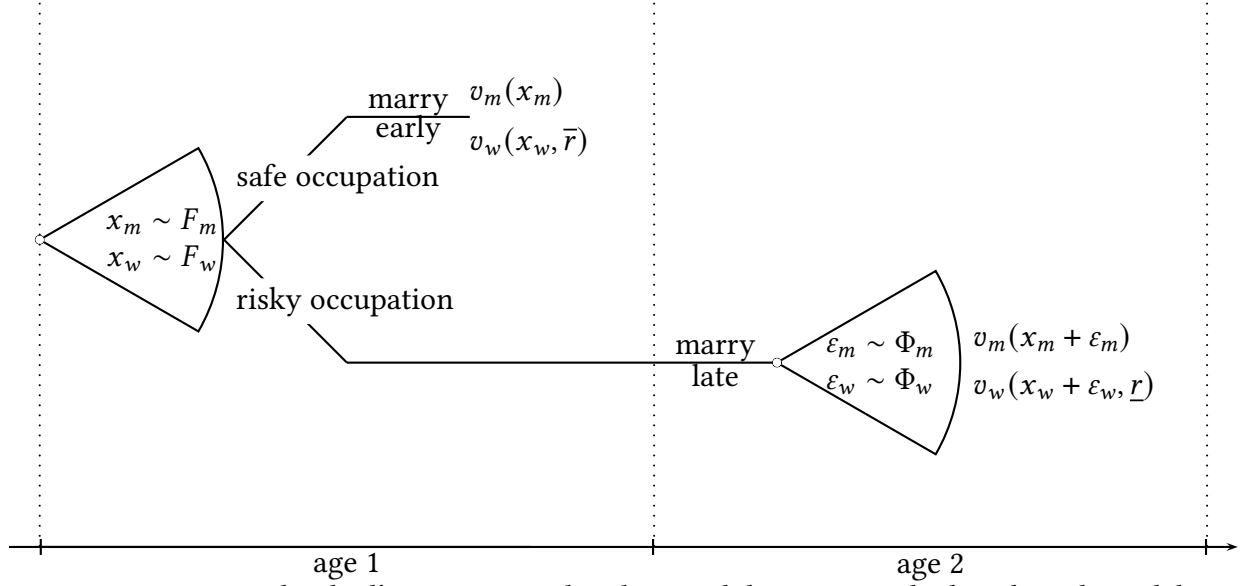 marry
early
v_m(x_m)
v_w(x_w, r̅)
safe occupation
x_m ∼ F_m
x_w ∼ F_w
risky occupation
marry
late
ε_m ∼ Φ_m
ε_w ∼ Φ_w
v_m(x_m + ε_m)
v_w(x_w + ε_w, r̲)
age 1
age 2